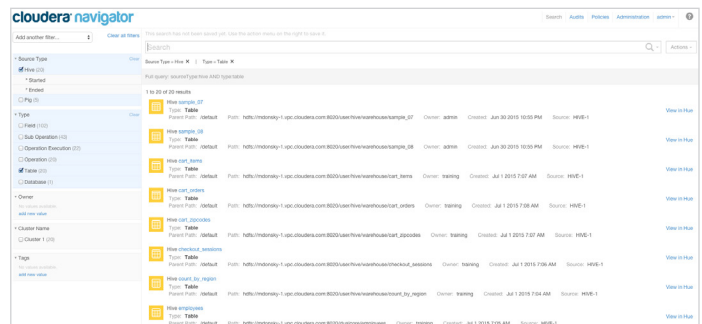 cloudera navigator
Search Audits Policies Administration admin ?
Add another filter... Clear all filters
This search has not been saved yet. Use the action menu on the right to save it.
Search
Actions
Source Type = Hive × | Type = Table ×
Full query: sourceType:hive AND type:table
Source Type Clear
Hive (20)
Started
Ended
Pig (0)
Type Clear
Sub Operation (43)
Operation Execution (22)
Operation (20)
Table (20)
Database (1)
Owner
No values available
add new value
Cluster Name
Cluster 1 (20)
Tags
No values available
add new value
1 to 20 of 20 results
Hive sample_07
Type: Table View in Hue
Parent Path: /default Path: hdfs://mdonsky-1.vpc.cloudera.com:8020/user/hive/warehouse/sample_07 Owner: admin Created: Jun 30 2015 10:55 PM Source: HIVE-1
Hive sample_08
Type: Table View in Hue
Parent Path: /default Path: hdfs://mdonsky-1.vpc.cloudera.com:8020/user/hive/warehouse/sample_08 Owner: admin Created: Jun 30 2015 10:55 PM Source: HIVE-1
Hive cart_items
Type: Table View in Hue
Parent Path: /default Path: hdfs://mdonsky-1.vpc.cloudera.com:8020/user/hive/warehouse/cart_items Owner: training Created: Jul 1 2015 7:07 AM Source: HIVE-1
Hive cart_orders
Type: Table View in Hue
Parent Path: /default Path: hdfs://mdonsky-1.vpc.cloudera.com:8020/user/hive/warehouse/cart_orders Owner: training Created: Jul 1 2015 7:08 AM Source: HIVE-1
Hive cart_zipcodes
Type: Table View in Hue
Parent Path: /default Path: hdfs://mdonsky-1.vpc.cloudera.com:8020/user/hive/warehouse/cart_zipcodes Owner: training Created: Jul 1 2015 7:07 AM Source: HIVE-1
Hive checkout_sessions
Type: Table View in Hue
Parent Path: /default Path: hdfs://mdonsky-1.vpc.cloudera.com:8020/user/hive/warehouse/checkout_sessions Owner: training Created: Jul 1 2015 7:06 AM Source: HIVE-1
Hive count_by_region
Type: Table View in Hue
Parent Path: /default Path: hdfs://mdonsky-1.vpc.cloudera.com:8020/user/hive/warehouse/count_by_region Owner: training Created: Jul 1 2015 7:04 AM Source: HIVE-1
Hive employees
Type: Table View in Hue